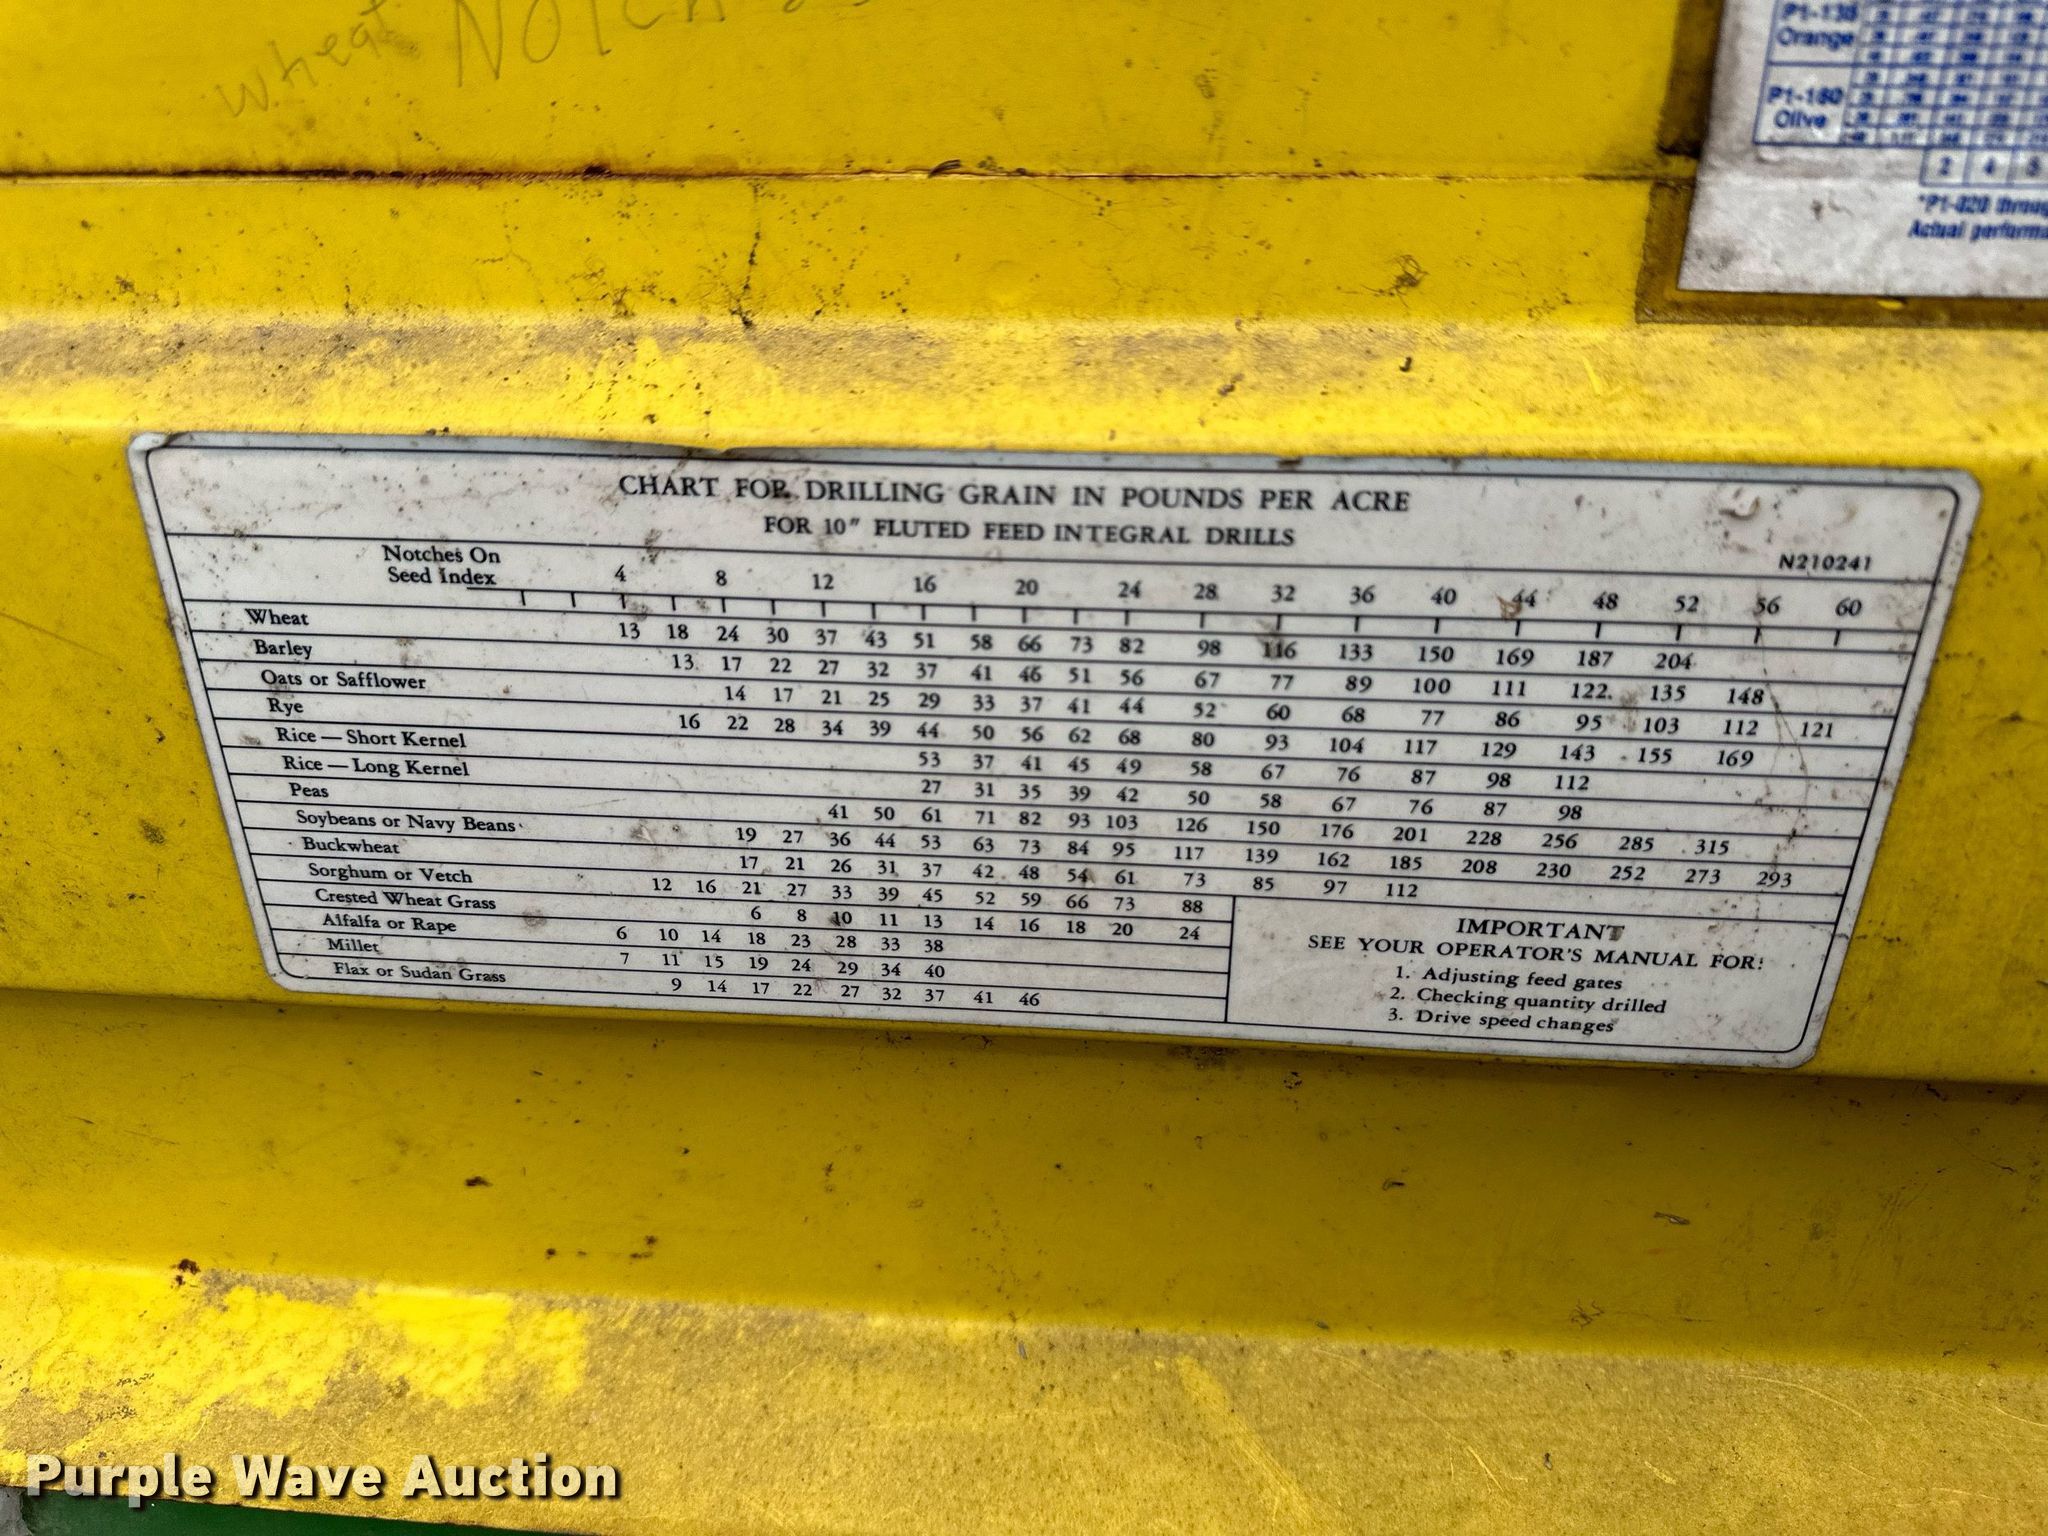 wheat NOTCH
P1-135
Orange
P1-160
Olive
2 4
*P1-020 throug
Actual performa
CHART FOR DRILLING GRAIN IN POUNDS PER ACRE
FOR 10" FLUTED FEED INTEGRAL DRILLS
N210241
Notches On
Seed Index 4 8 12 16 20 24 28 32 36 40 44 48 52 56 60
Wheat 13 18 24 30 37 43 51 58 66 73 82 98 116 133 150 169 187 204
Barley 13 17 22 27 32 37 41 46 51 56 67 77 89 100 111 122 135 148
Oats or Safflower 14 17 21 25 29 33 37 41 44 52 60 68 77 86 95 103 112 121
Rye 16 22 28 34 39 44 50 56 62 68 80 93 104 117 129 143 155 169
Rice — Short Kernel 53 37 41 45 49 58 67 76 87 98 112
Rice — Long Kernel 27 31 35 39 42 50 58 67 76 87 98
Peas 41 50 61 71 82 93 103 126 150 176 201 228 256 285 315
Soybeans or Navy Beans 19 27 36 44 53 63 73 84 95 117 139 162 185 208 230 252 273 293
Buckwheat 17 21 26 31 37 42 48 54 61 73 85 97 112
Sorghum or Vetch 12 16 21 27 33 39 45 52 59 66 73 88
Crested Wheat Grass 6 8 10 11 13 14 16 18 20 24
Alfalfa or Rape 6 10 14 18 23 28 33 38
Millet 7 11 15 19 24 29 34 40
Flax or Sudan Grass 9 14 17 22 27 32 37 41 46
IMPORTANT
SEE YOUR OPERATOR'S MANUAL FOR:
1. Adjusting feed gates
2. Checking quantity drilled
3. Drive speed changes
Purple Wave Auction